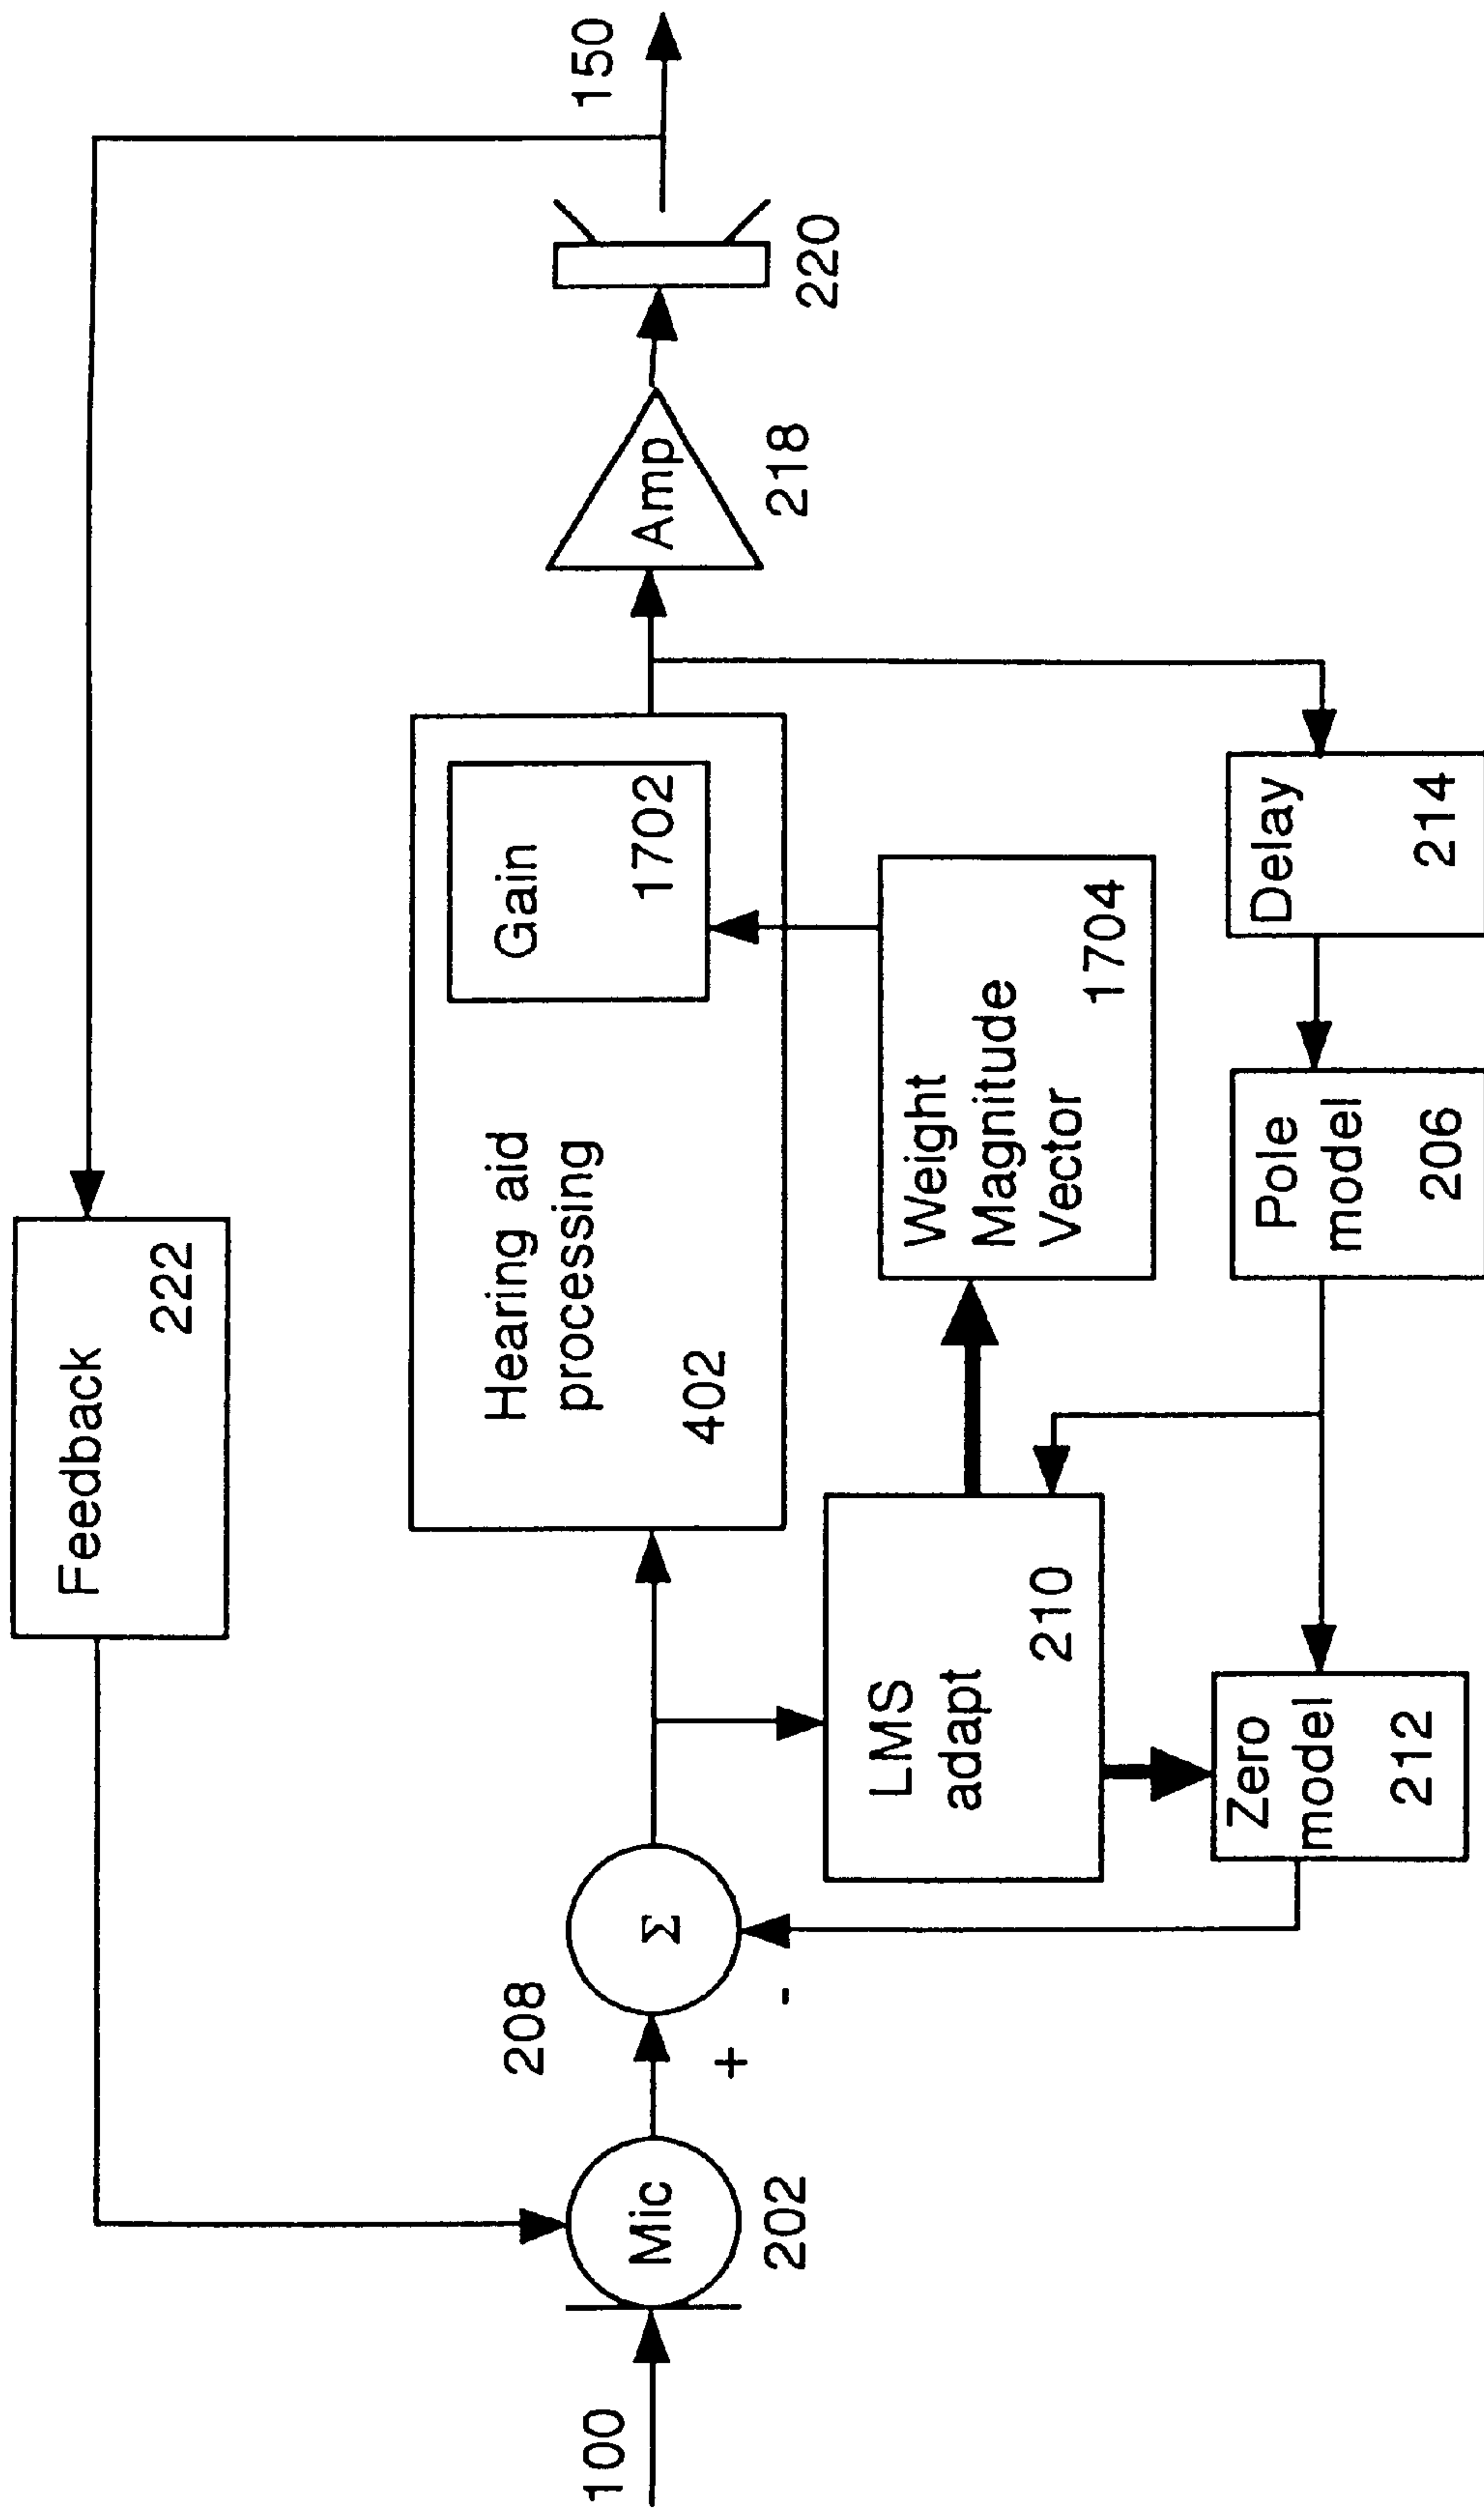 Feedback
222
Hearing aid
processing
402
Gain
1702
150
208
100
Mic
202
+
Σ
-
Amp
218
220
LMS
adapt
210
Weight
Magnitude
Vector
1704
Zero
model
212
Pole
model
206
Delay
214